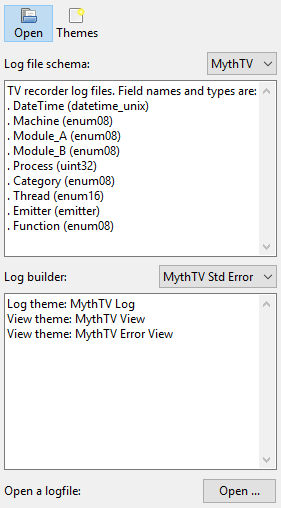 Open
Themes
Log file schema:
MythTV
TV recorder log files. Field names and types are:
. DateTime (datetime_unix)
. Machine (enum08)
. Module_A (enum08)
. Module_B (enum08)
. Process (uint32)
. Category (enum08)
. Thread (enum16)
. Emitter (emitter)
. Function (enum08)
Log builder:
MythTV Std Error
Log theme: MythTV Log
View theme: MythTV View
View theme: MythTV Error View
Open a logfile:
Open ...